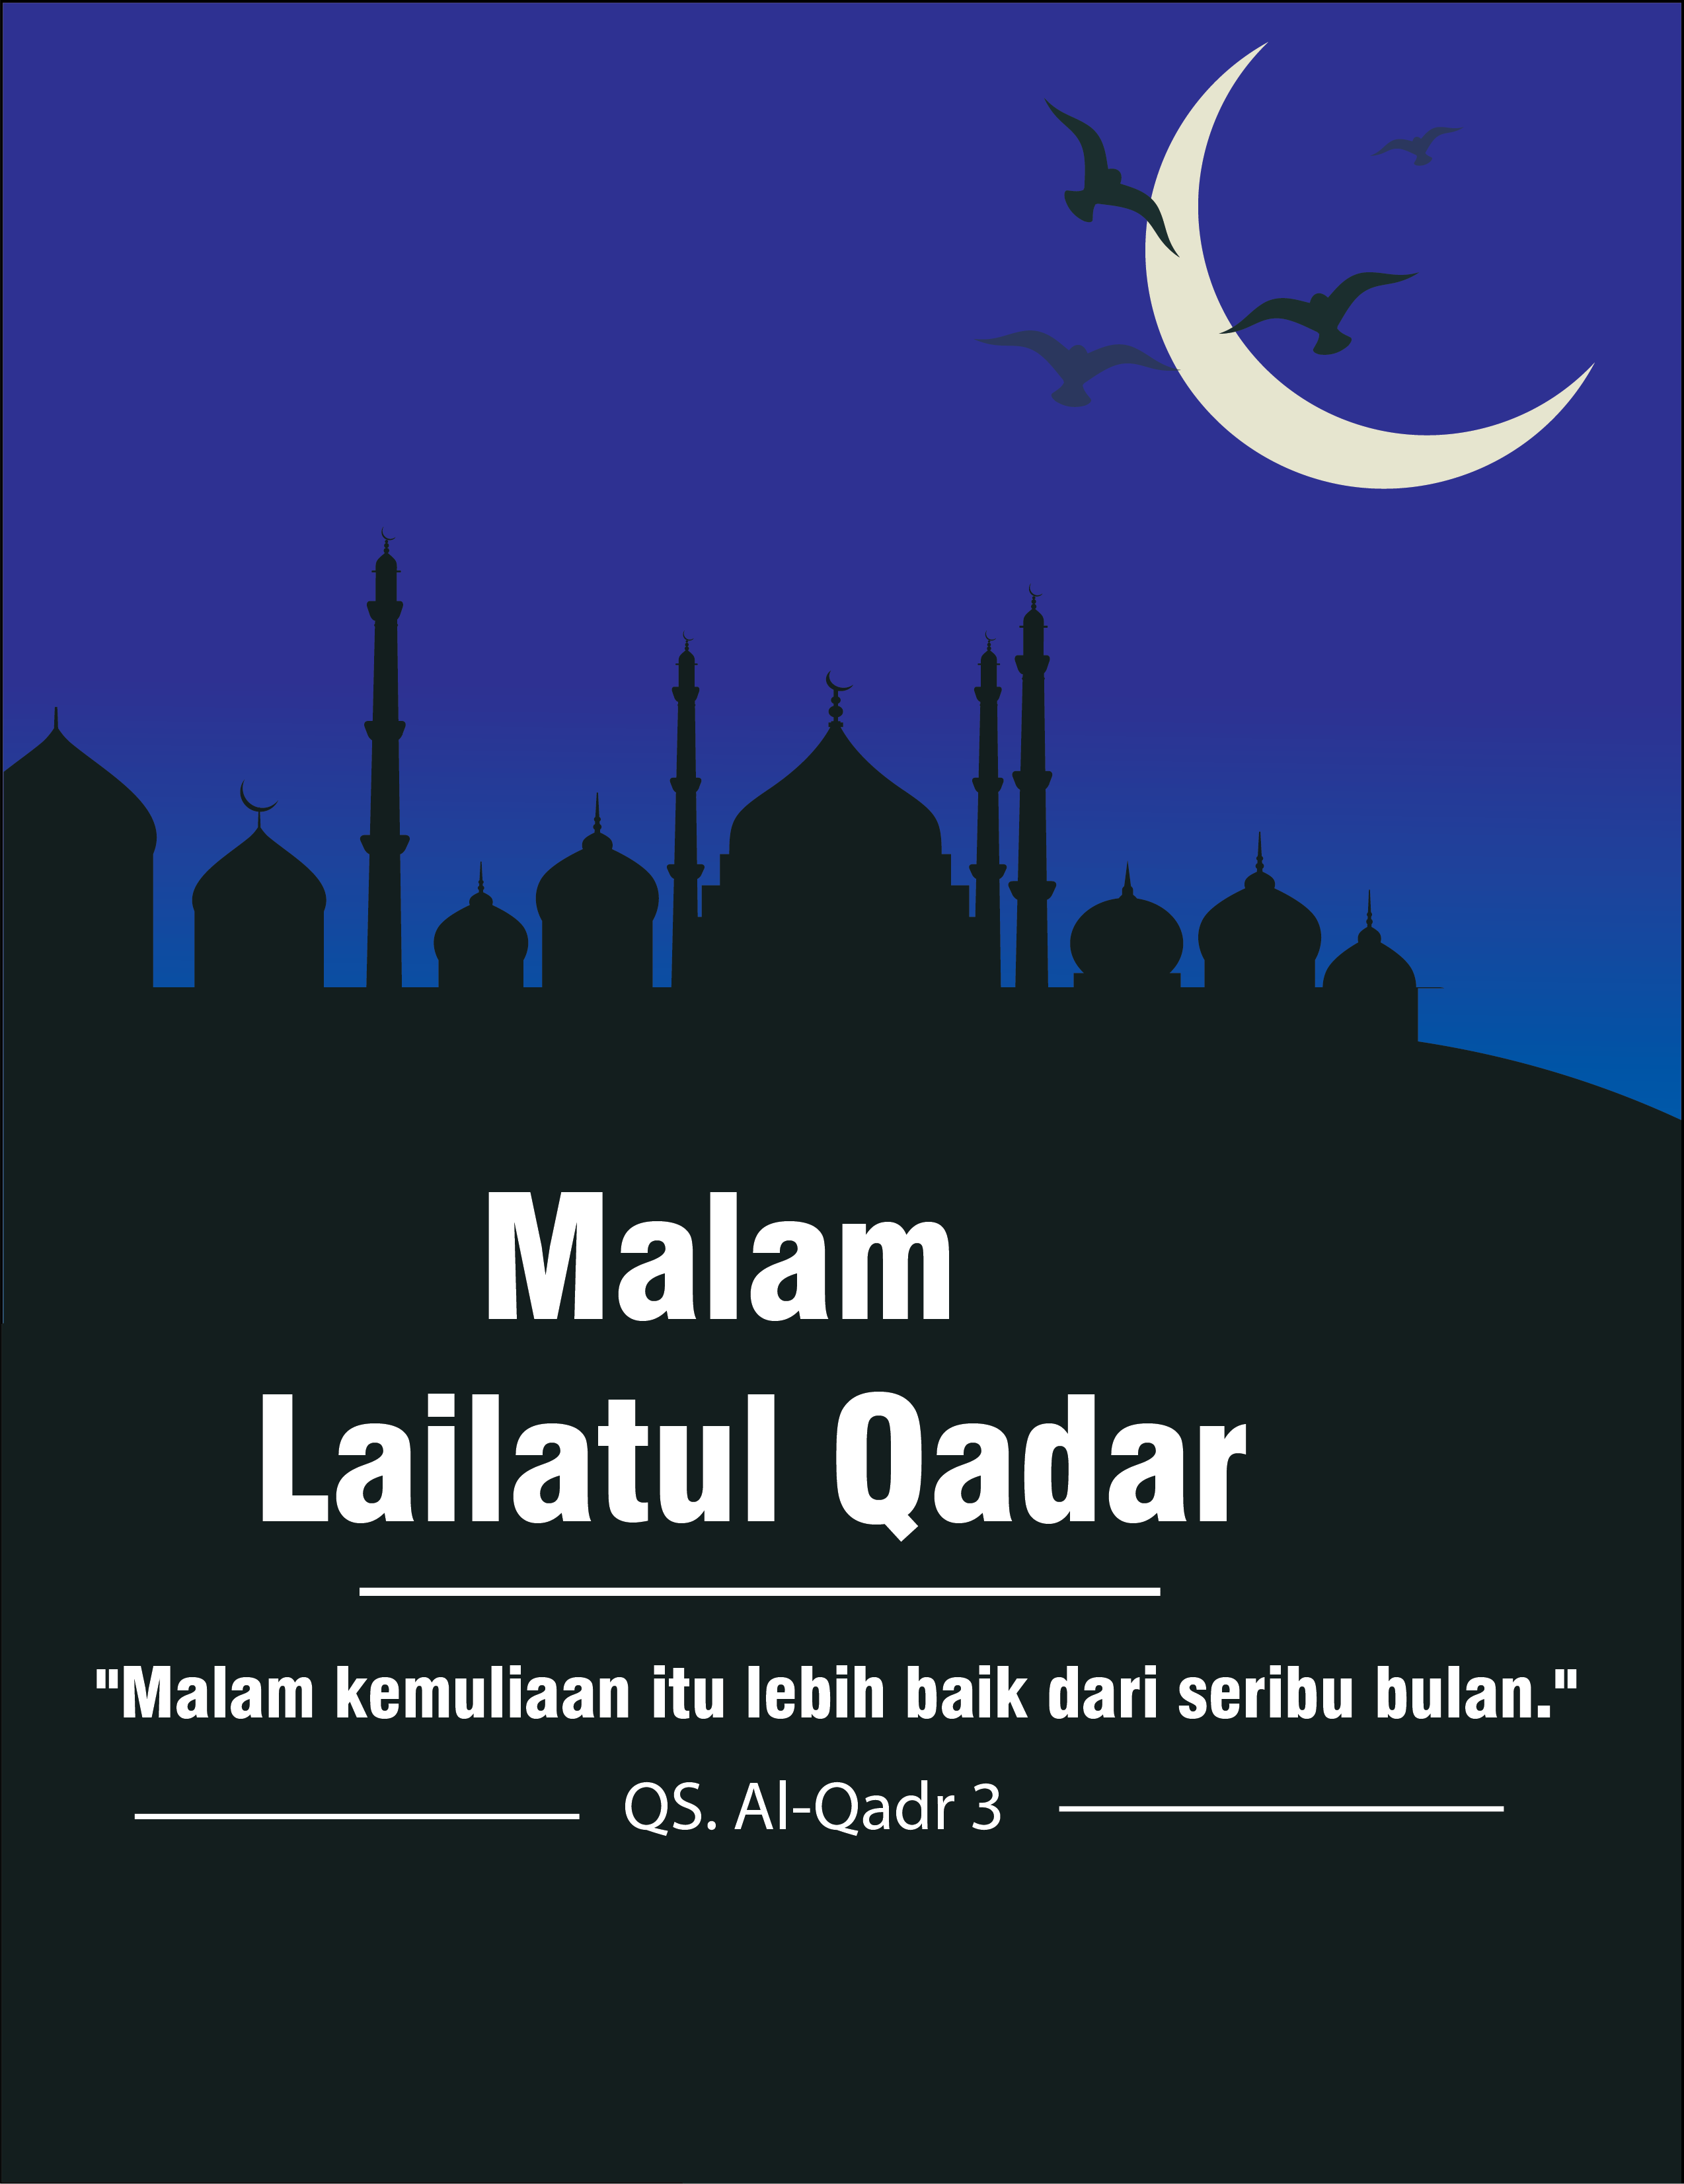 Malam
Lailatul Qadar
"Malam kemuliaan itu lebih baik dari seribu bulan."
QS. Al-Qadr 3